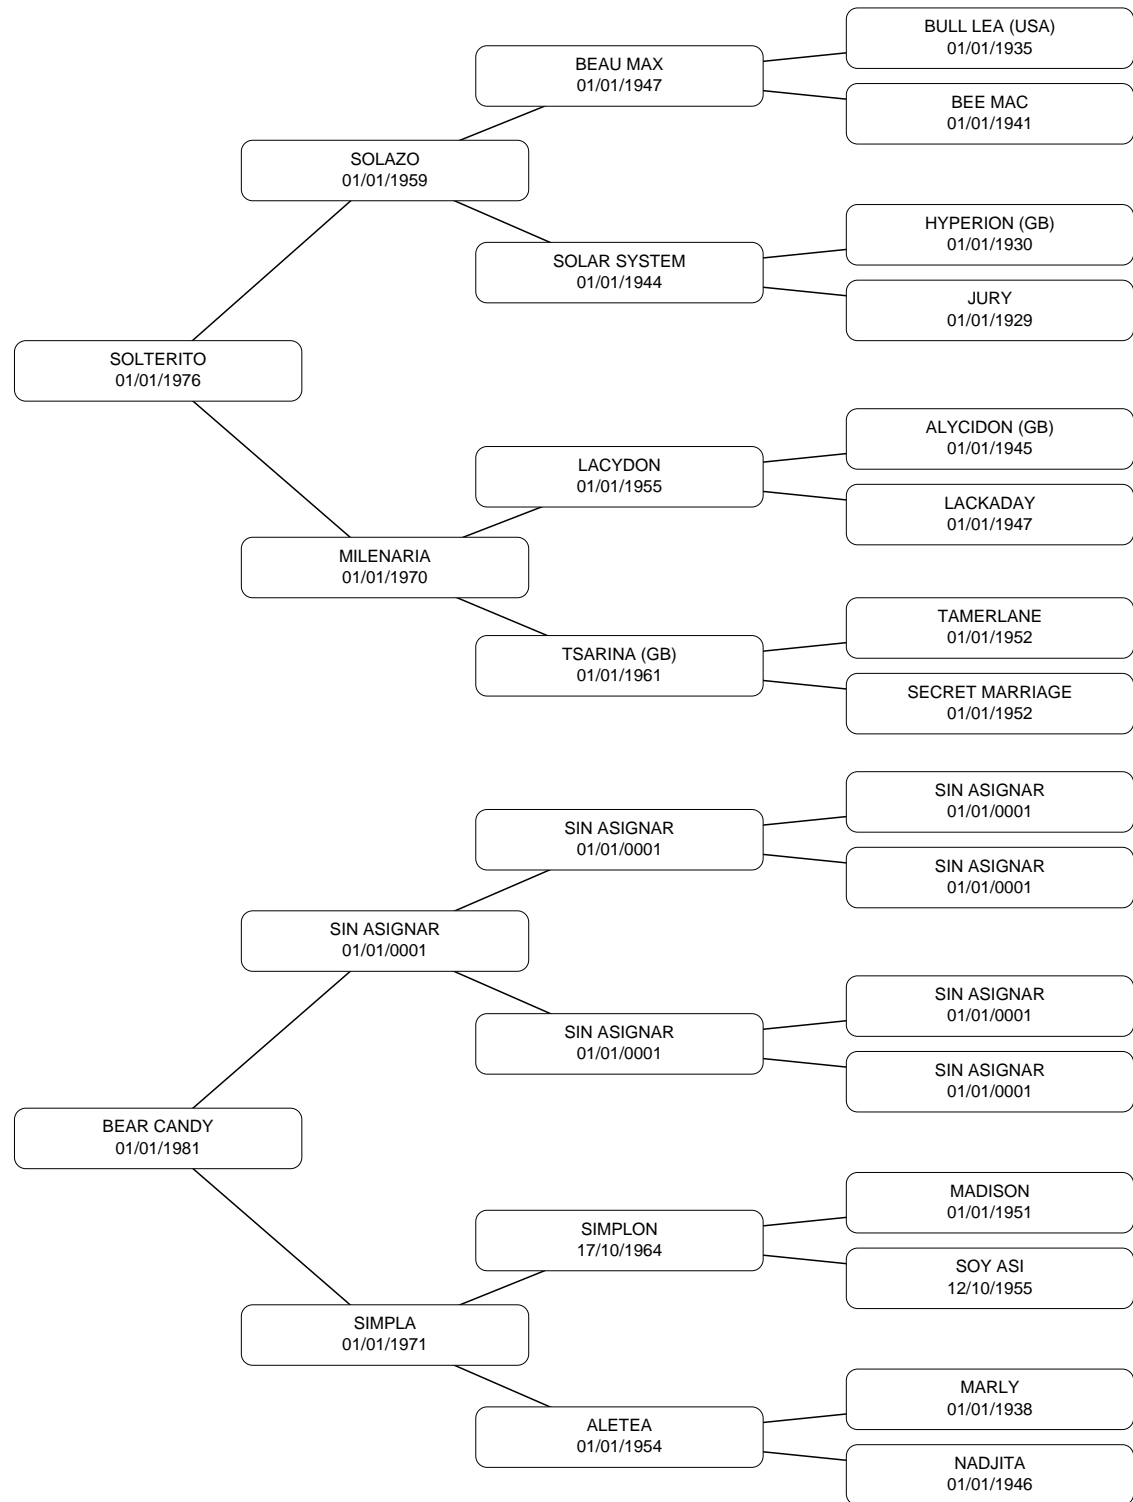 BULL LEA (USA)
01/01/1935
BEAU MAX
01/01/1947
BEE MAC
01/01/1941
SOLAZO
01/01/1959
HYPERION (GB)
01/01/1930
SOLAR SYSTEM
01/01/1944
JURY
01/01/1929
SOLTERITO
01/01/1976
ALYCIDON (GB)
01/01/1945
LACYDON
01/01/1955
LACKADAY
01/01/1947
MILENARIA
01/01/1970
TAMERLANE
01/01/1952
TSARINA (GB)
01/01/1961
SECRET MARRIAGE
01/01/1952
SIN ASIGNAR
01/01/0001
SIN ASIGNAR
01/01/0001
SIN ASIGNAR
01/01/0001
SIN ASIGNAR
01/01/0001
SIN ASIGNAR
01/01/0001
SIN ASIGNAR
01/01/0001
SIN ASIGNAR
01/01/0001
BEAR CANDY
01/01/1981
MADISON
01/01/1951
SIMPLON
17/10/1964
SOY ASI
12/10/1955
SIMPLA
01/01/1971
MARLY
01/01/1938
ALETEA
01/01/1954
NADJITA
01/01/1946